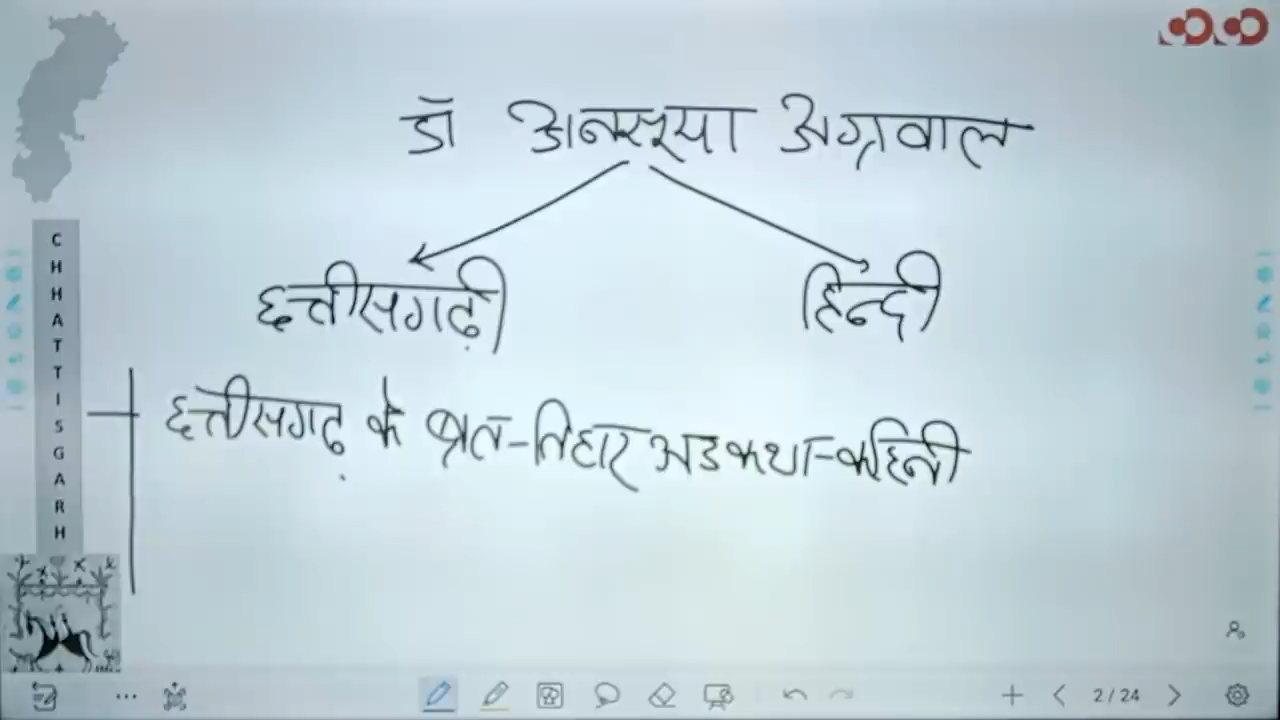 डॉ अनसूया अग्रवाल
छत्तीसगढ़ी
हिन्दी
छत्तीसगढ़ के व्रत-तिहार अउ कथा-कहिनी
CHHATTISGARH
2/24